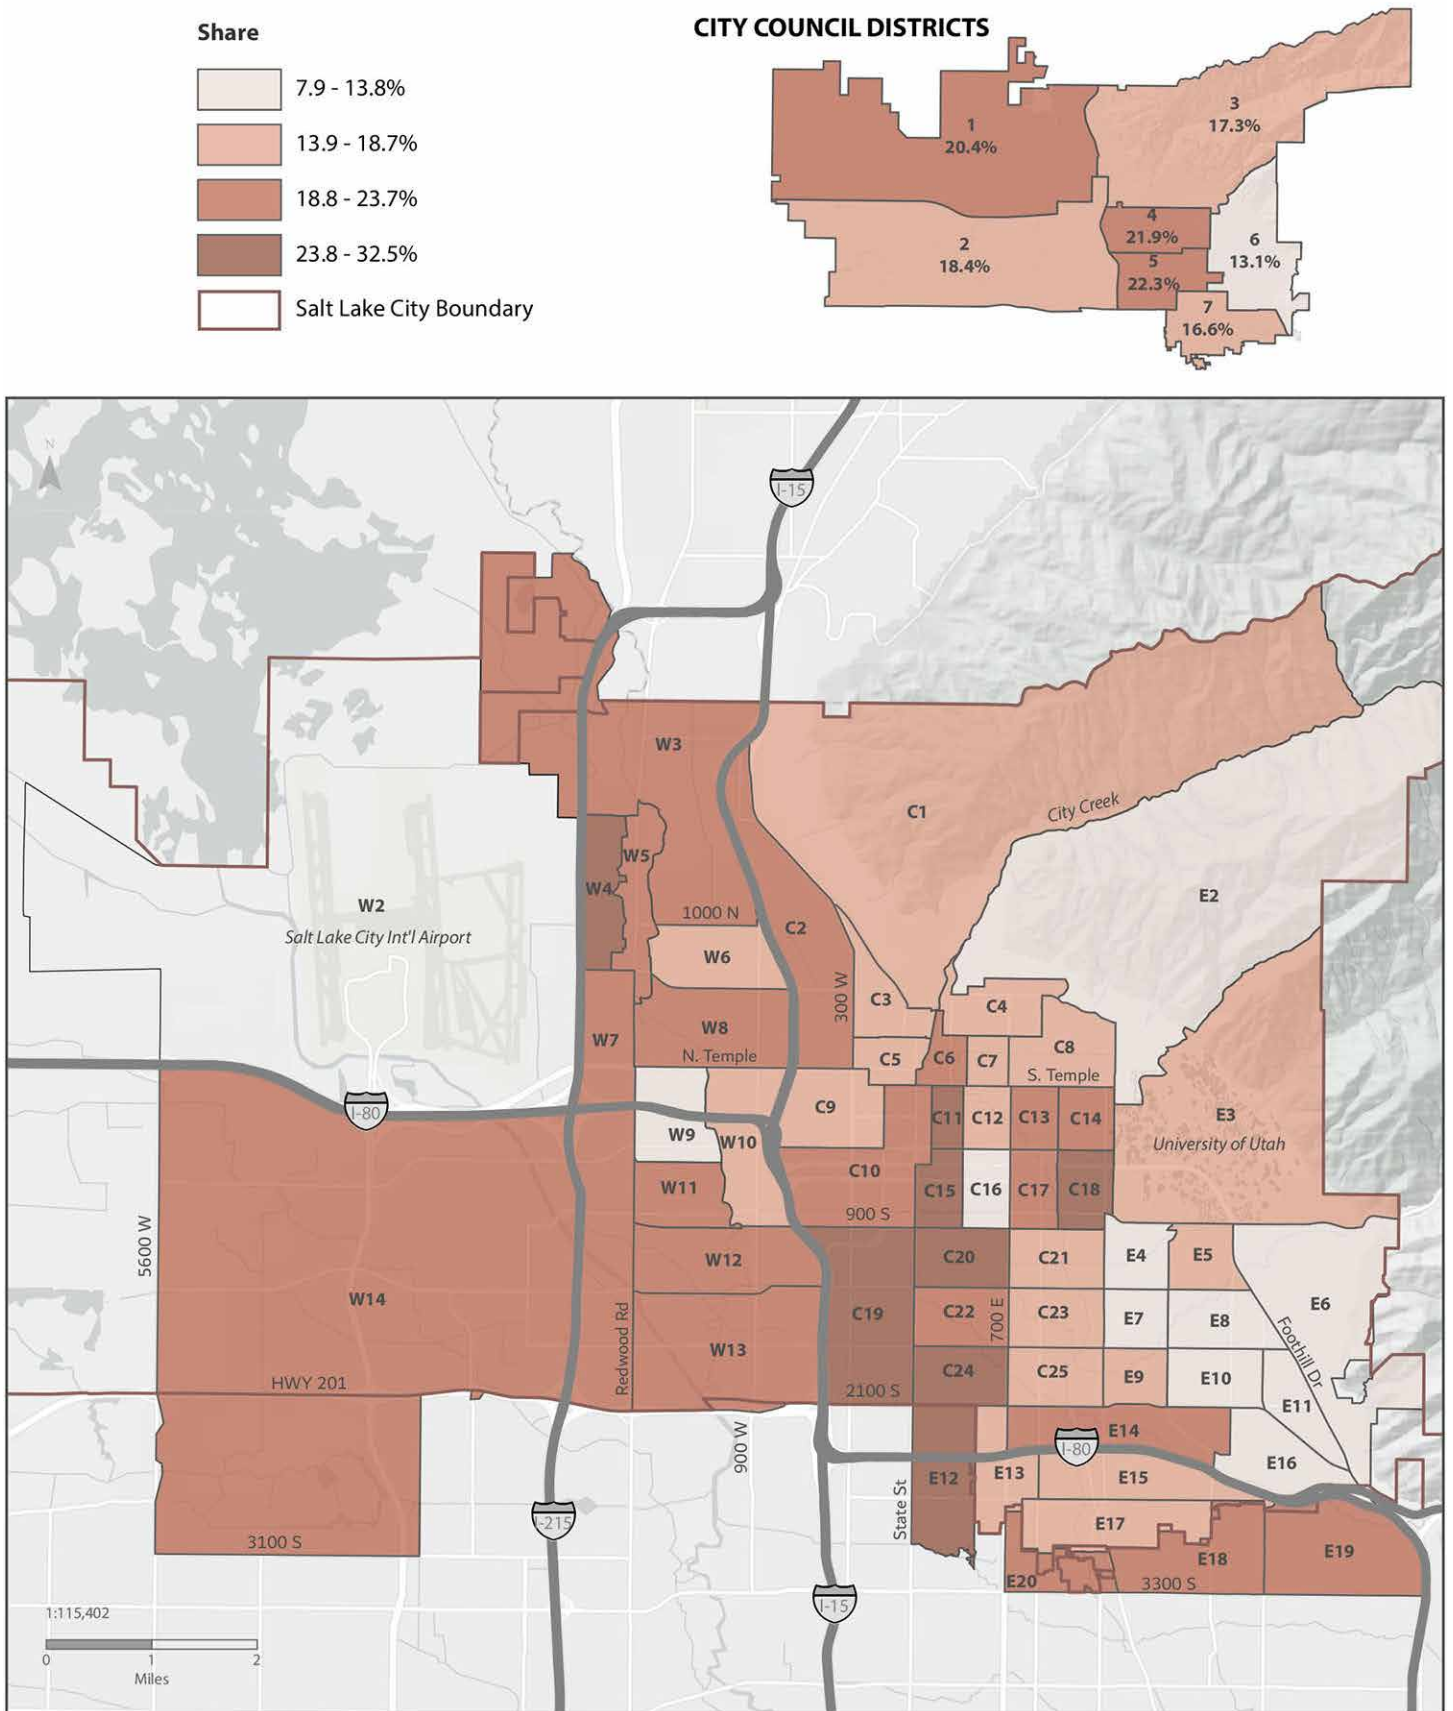 Share
7.9 - 13.8%
13.9 - 18.7%
18.8 - 23.7%
23.8 - 32.5%
Salt Lake City Boundary
CITY COUNCIL DISTRICTS
1
20.4%
3
17.3%
2
18.4%
4
21.9%
5
22.3%
6
13.1%
7
16.6%
N
I-15
W3
C1
City Creek
W5
W4
W2
Salt Lake City Int'l Airport
1000 N
C2
E2
W6
300 W
C3
C4
W7
W8
N. Temple
C5
C6
C7
C8
S. Temple
I-80
C9
C11
C12
C13
C14
E3
University of Utah
W9
W10
C10
W11
C15
C16
C17
C18
900 S
5600 W
W12
C20
C21
E4
E5
W14
C19
C22
700 E
C23
E7
E8
E6
Foothill Dr
Redwood Rd
W13
HWY 201
2100 S
C24
C25
E9
E10
E11
900 W
E14
I-80
E16
State St
E12
E13
E15
I-215
E17
3100 S
E18
E19
E20
3300 S
I-15
1:115,402
0 1 2
Miles